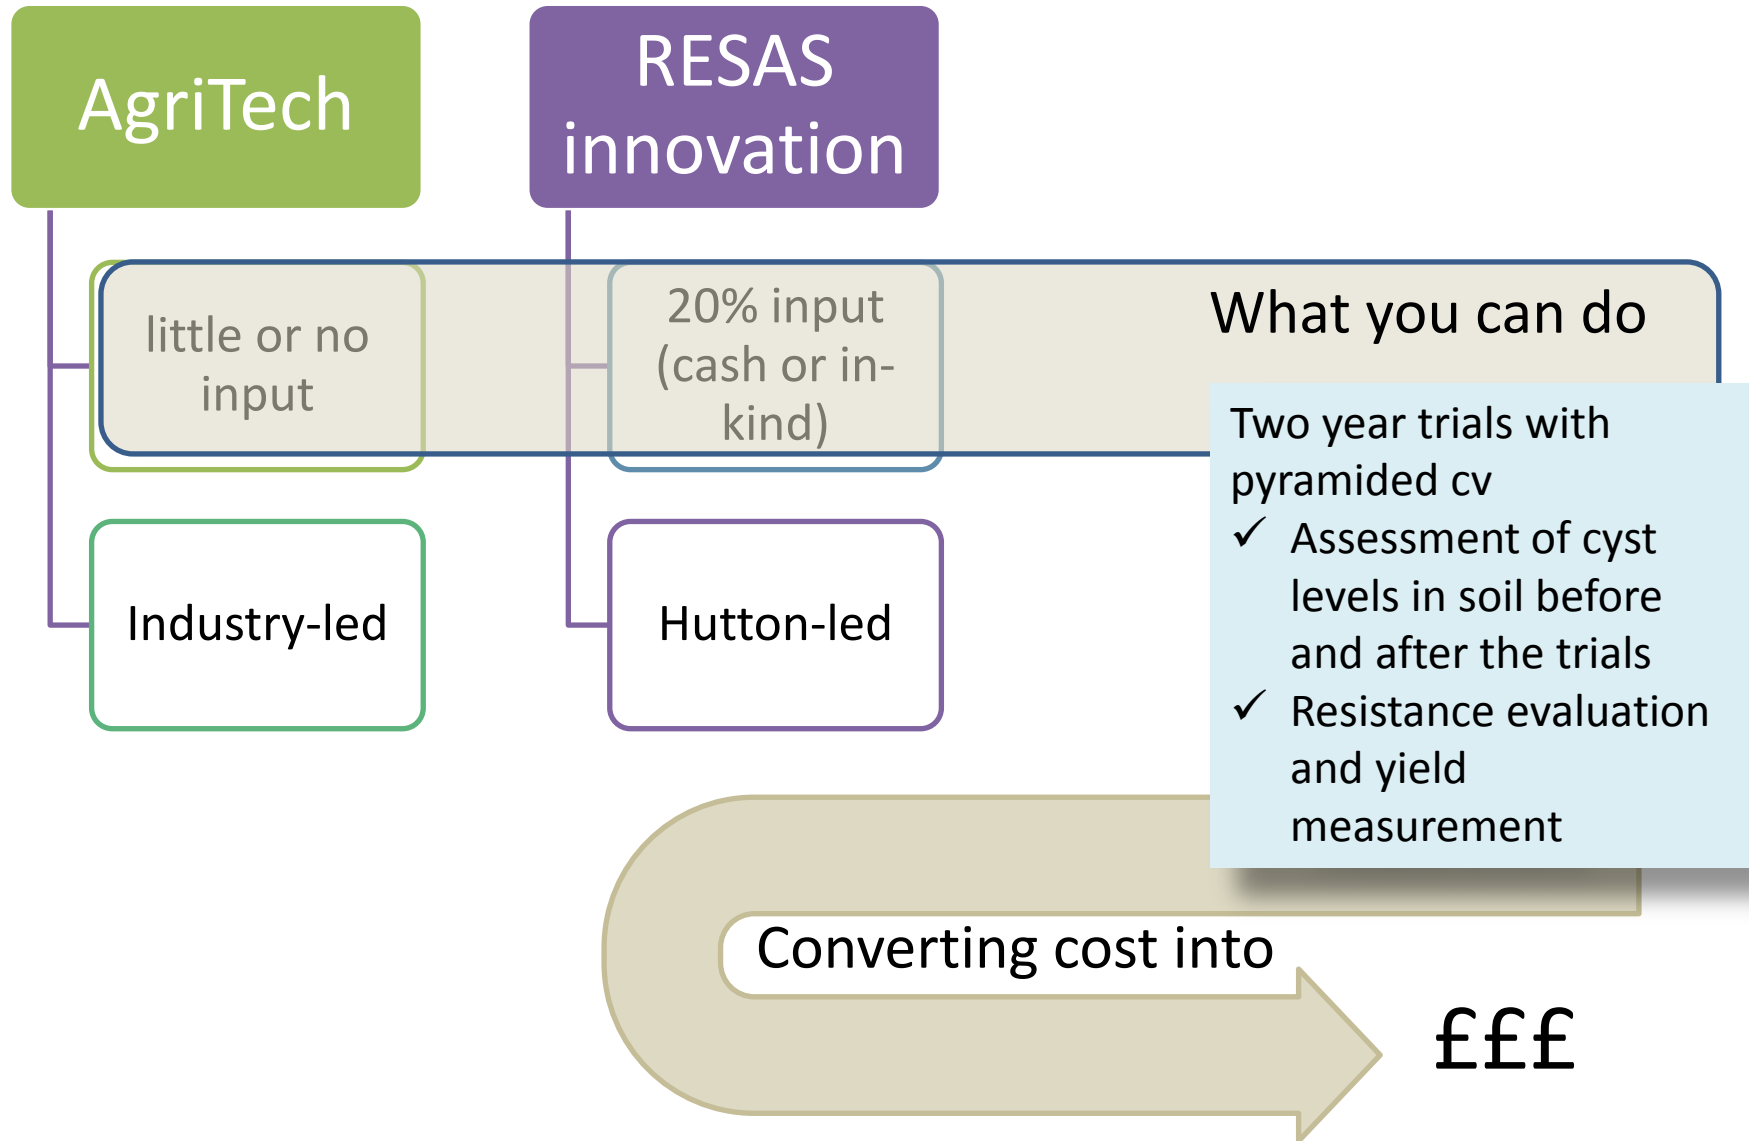 AgriTech
RESAS
innovation
little or no
input
20% input
(cash or in-
kind)
What you can do
Industry-led
Hutton-led
Two year trials with
pyramided cv
✓ Assessment of cyst
levels in soil before
and after the trials
✓ Resistance evaluation
and yield
measurement
Converting cost into
£££